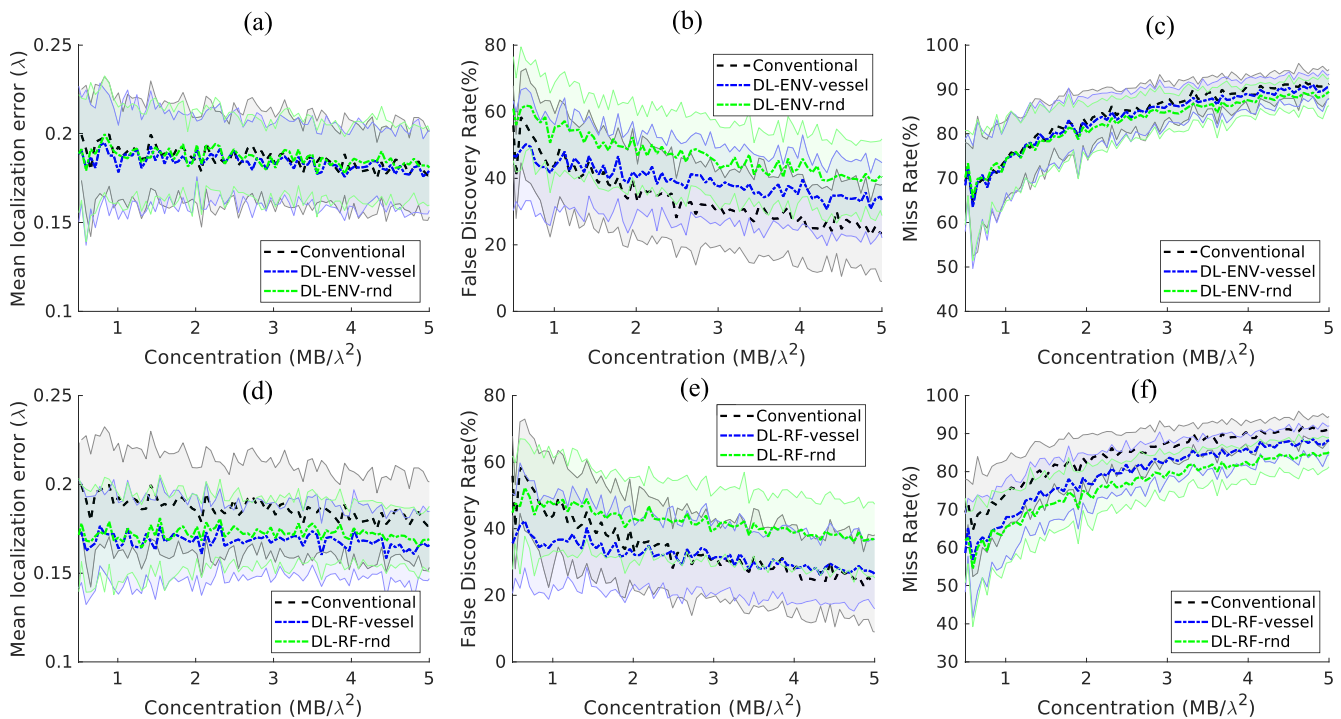 (a)
0.25
0.2
0.15
0.1
Mean localization error (λ)
Conventional
DL-ENV-vessel
DL-ENV-rnd
1 2 3 4 5
Concentration (MB/λ²)
(b)
80
60
40
20
0
False Discovery Rate(%)
Conventional
DL-ENV-vessel
DL-ENV-rnd
1 2 3 4 5
Concentration (MB/λ²)
(c)
100
90
80
70
60
50
40
Miss Rate(%)
Conventional
DL-ENV-vessel
DL-ENV-rnd
1 2 3 4 5
Concentration (MB/λ²)
(d)
0.25
0.2
0.15
0.1
Mean localization error (λ)
Conventional
DL-RF-vessel
DL-RF-rnd
1 2 3 4 5
Concentration (MB/λ²)
(e)
80
60
40
20
0
False Discovery Rate(%)
Conventional
DL-RF-vessel
DL-RF-rnd
1 2 3 4 5
Concentration (MB/λ²)
(f)
100
90
80
70
60
50
40
30
Miss Rate(%)
Conventional
DL-RF-vessel
DL-RF-rnd
1 2 3 4 5
Concentration (MB/λ²)